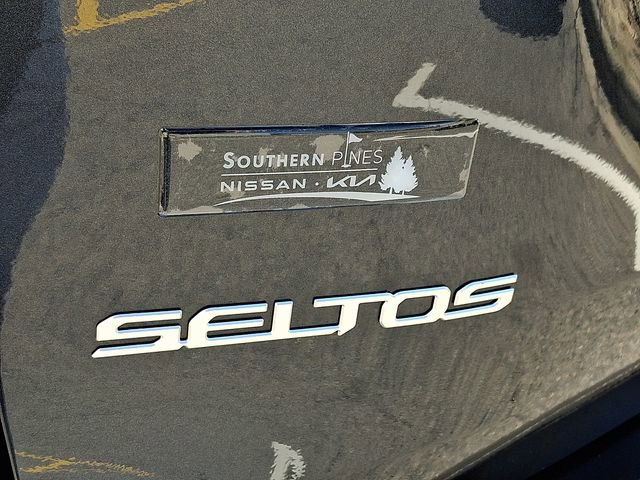 SOUTHERN PINES
NISSAN · KIA
SELTOS